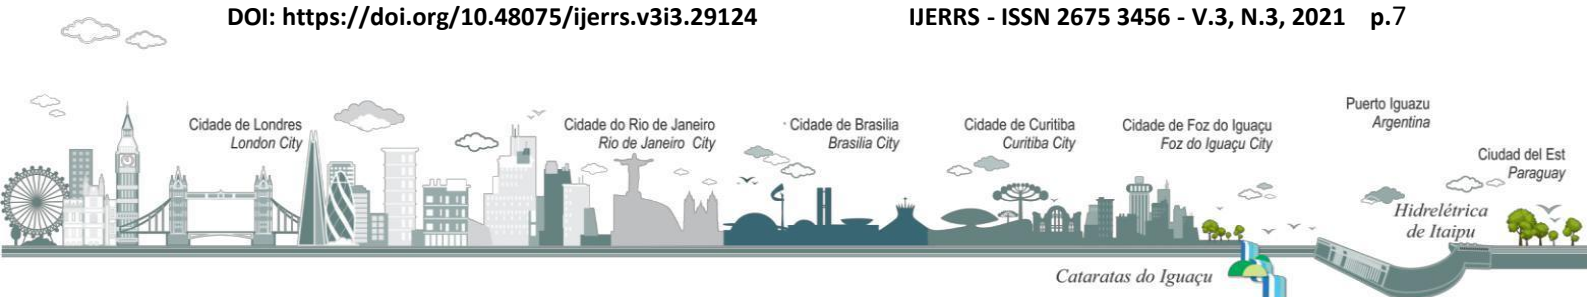 DOI: https://doi.org/10.48075/ijerrs.v3i3.29124 IJERRS - ISSN 2675 3456 - V.3, N.3, 2021 p.7
Cidade de Londres
London City
Cidade do Rio de Janeiro
Rio de Janeiro City
Cidade de Brasilia
Brasilia City
Cidade de Curitiba
Curitiba City
Cidade de Foz do Iguaçu
Foz do Iguaçu City
Puerto Iguazu
Argentina
Ciudad del Est
Paraguay
Hidrelétrica
de Itaipu
Cataratas do Iguaçu